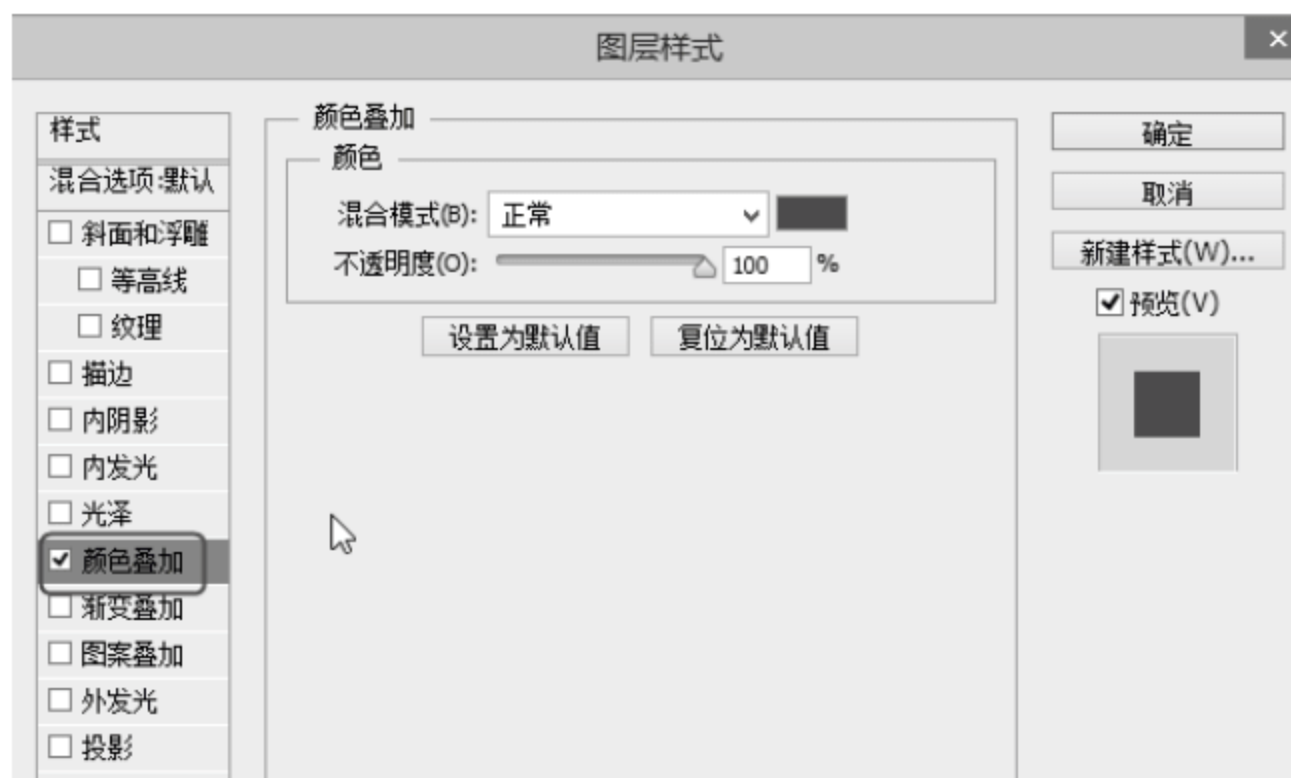 图层样式
样式
混合选项:默认
斜面和浮雕
等高线
纹理
描边
内阴影
内发光
光泽
颜色叠加
渐变叠加
图案叠加
外发光
投影
颜色叠加
颜色
混合模式(B): 正常
不透明度(O): 100 %
设置为默认值 复位为默认值
确定
取消
新建样式(W)...
预览(V)